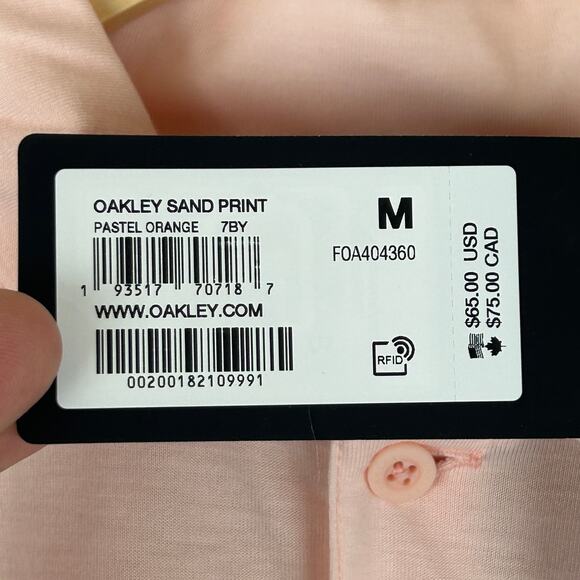 OAKLEY SAND PRINT
PASTEL ORANGE 7BY
1 93517 70718 7
WWW.OAKLEY.COM
00200182109991
M
FOA404360
RFID
$65.00 USD
$75.00 CAD